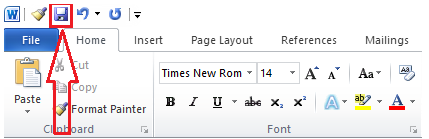 W
File Home Insert Page Layout References Mailings
Cut
Times New Rom 14 A A Aa
Copy
Paste Format Painter
B I U abc X₂ X² A ab A
Clipboard Font